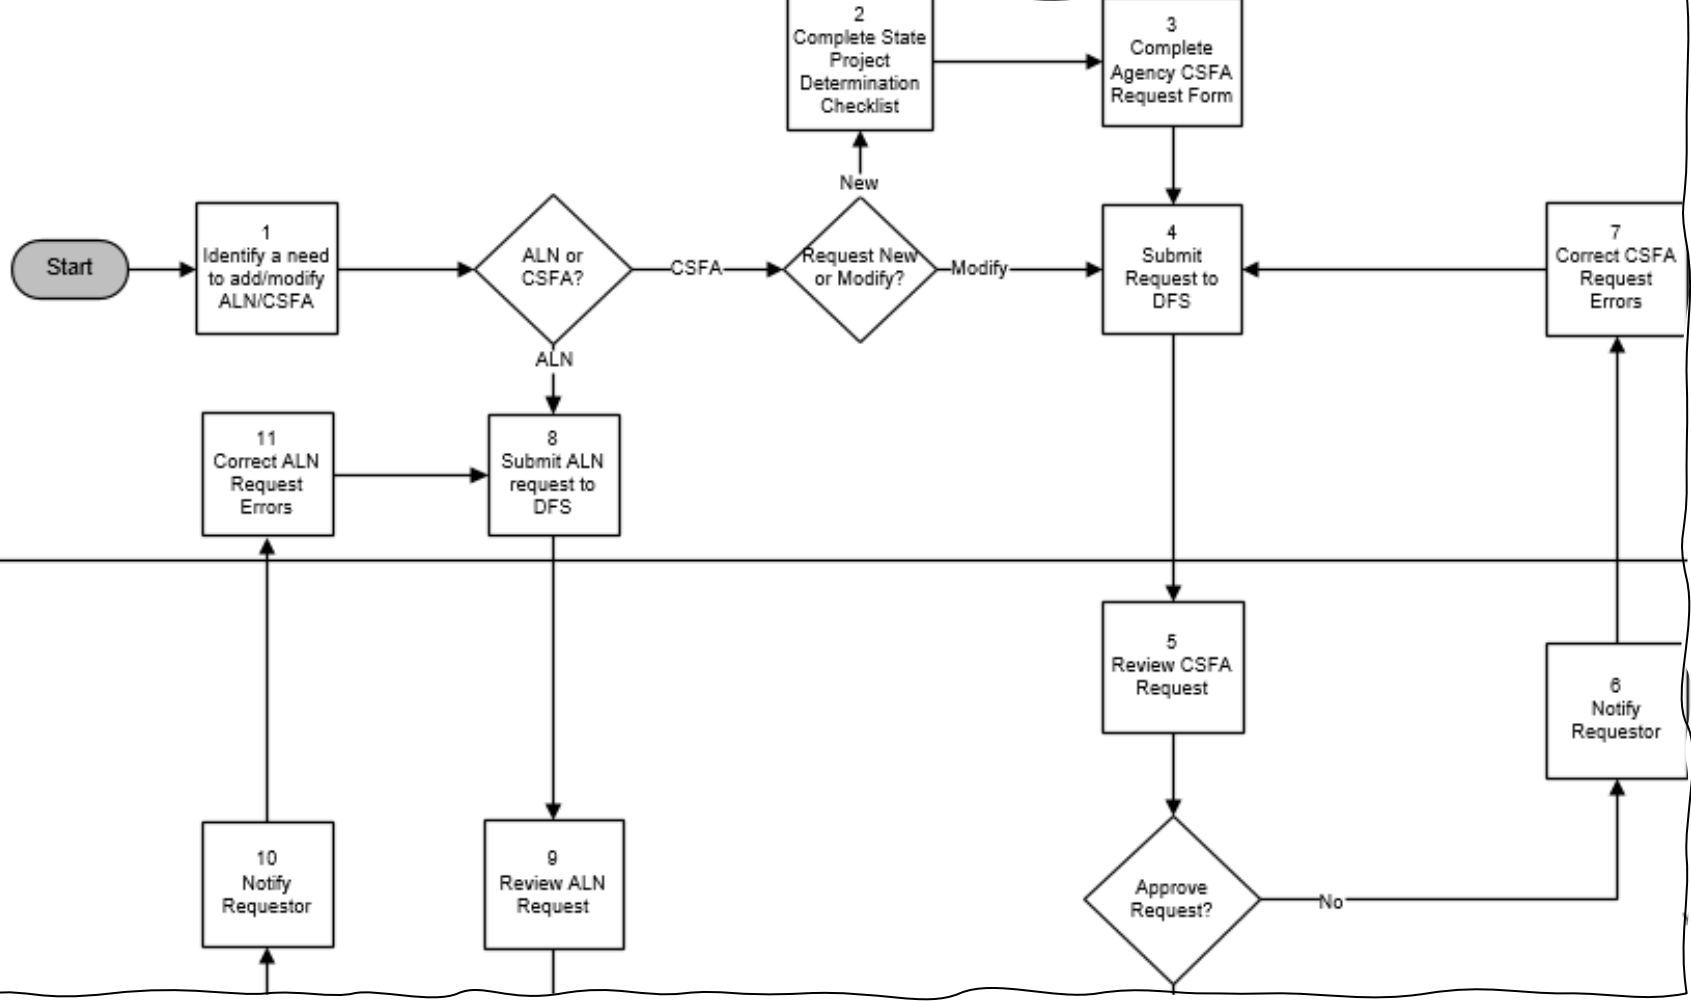 2
Complete State
Project
Determination
Checklist
3
Complete
Agency CSFA
Request Form
New
Start
1
Identify a need
to add/modify
ALN/CSFA
ALN or
CSFA?
CSFA
Request New
or Modify?
Modify
4
Submit
Request to
DFS
7
Correct CSFA
Request
Errors
ALN
11
Correct ALN
Request
Errors
8
Submit ALN
request to
DFS
5
Review CSFA
Request
6
Notify
Requestor
10
Notify
Requestor
9
Review ALN
Request
Approve
Request?
No